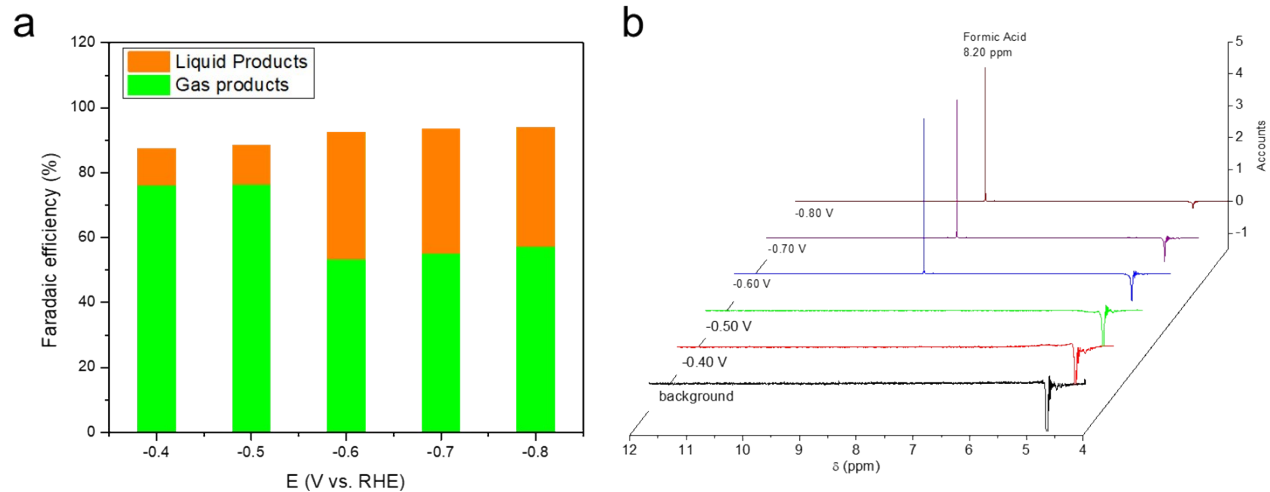 a
120
100
80
60
40
20
0
Faradaic efficiency (%)
Liquid Products
Gas products
-0.4
-0.5
-0.6
-0.7
-0.8
E (V vs. RHE)
b
Formic Acid
8.20 ppm
5
4
3
2
1
0
-1
Accounts
-0.80 V
-0.70 V
-0.60 V
-0.50 V
-0.40 V
background
12
11
10
9
8
7
6
5
4
δ (ppm)